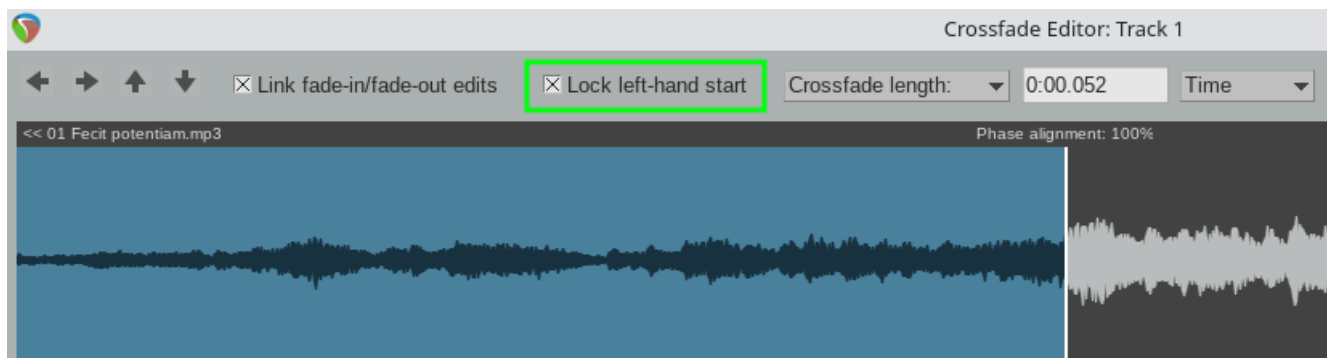 Crossfade Editor: Track 1
Link fade-in/fade-out edits Lock left-hand start Crossfade length: 0:00.052 Time
<< 01 Fecit potentiam.mp3 Phase alignment: 100%